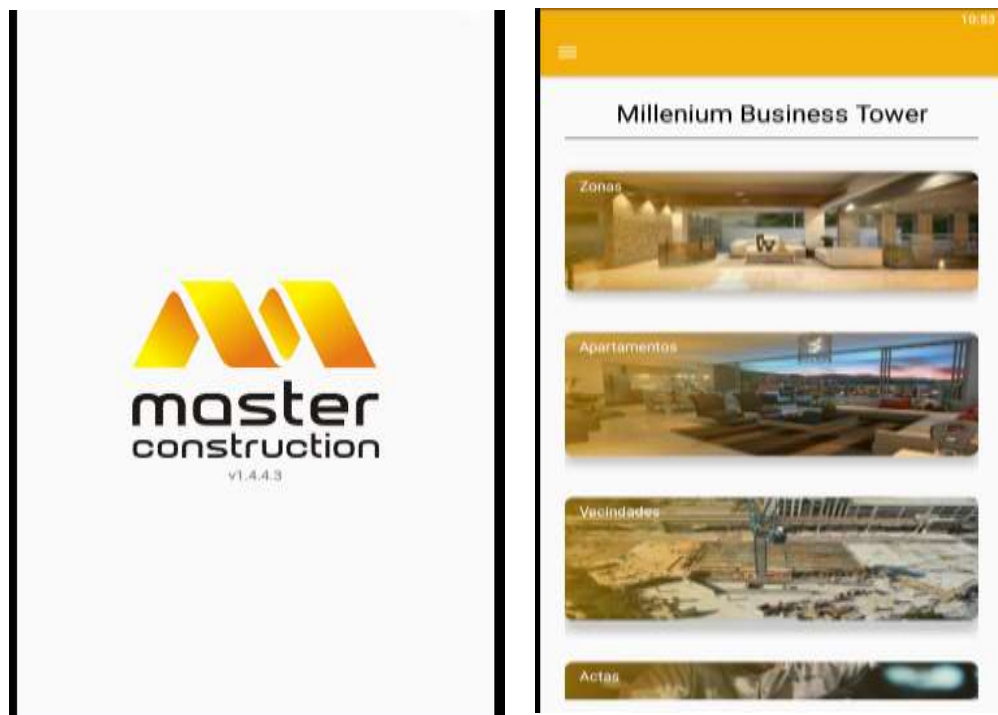 master
construction
v1.4.4.3
10:53
Millenium Business Tower
Zonas
Apartamentos
Vecindades
Actas